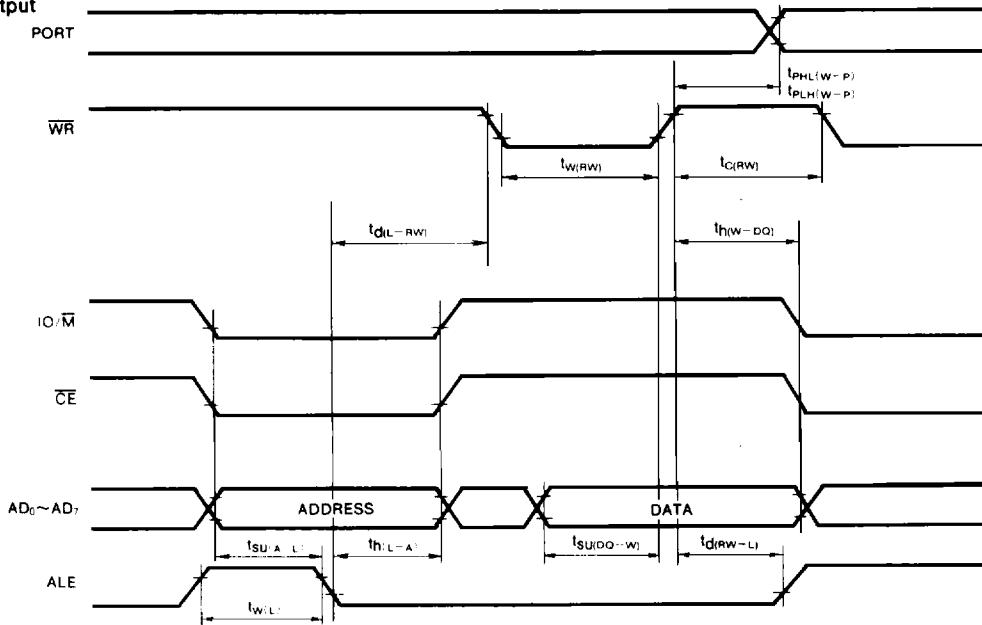 tput
PORT
tPHL(W−P)
tPLH(W−P)
WR
tW(RW)
tC(RW)
td(L−RW)
th(W−DQ)
IO/M
CE
AD0~AD7
ADDRESS
DATA
tSU(A−L)
th(L−A)
tSU(DQ−W)
td(RW−L)
ALE
tW(L)